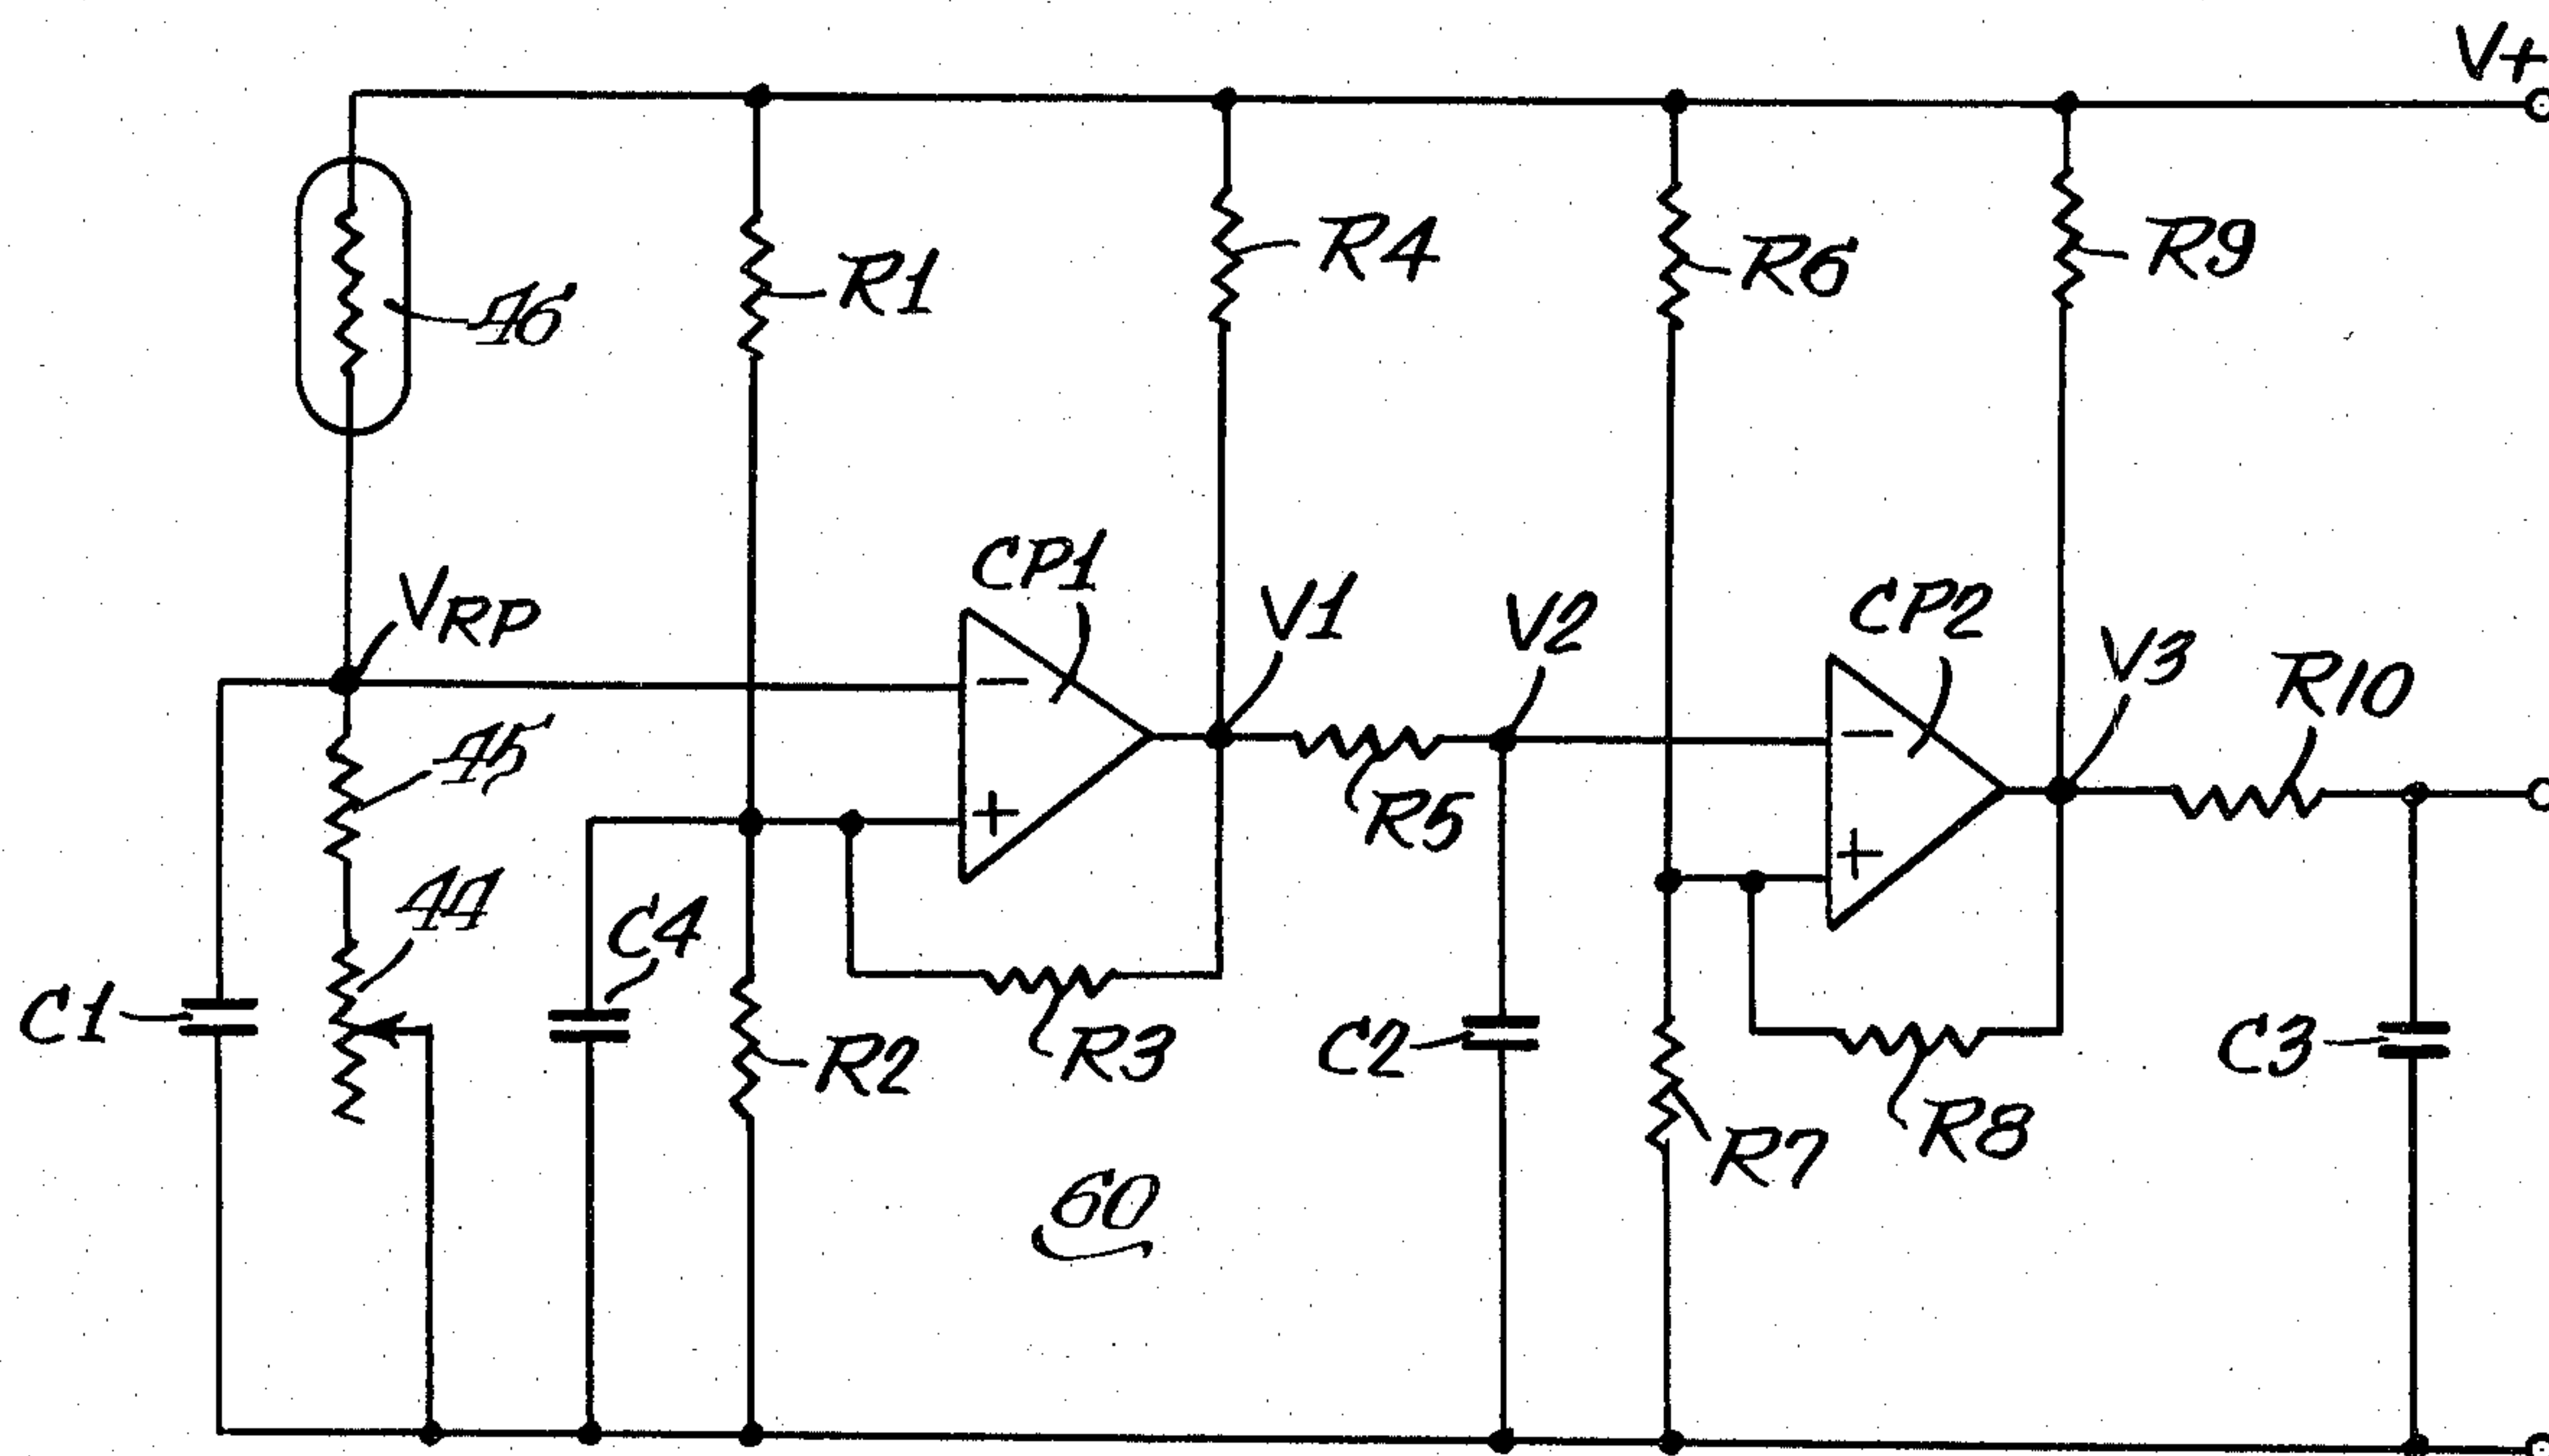 V+
46
R1
R4
R6
R9
VRP
CP1
V1
V2
CP2
V3
R10
45
R5
44
C4
C1
R2
R3
C2
R7
R8
C3
60
−
+
−
+